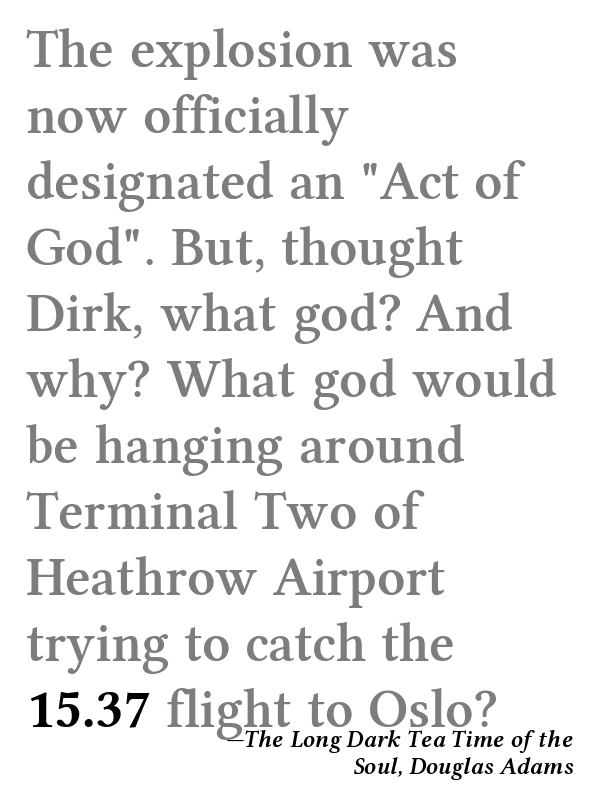 The explosion was
now officially
designated an "Act of
God". But, thought
Dirk, what god? And
why? What god would
be hanging around
Terminal Two of
Heathrow Airport
trying to catch the
15.37 flight to Oslo?
—The Long Dark Tea Time of the
Soul, Douglas Adams